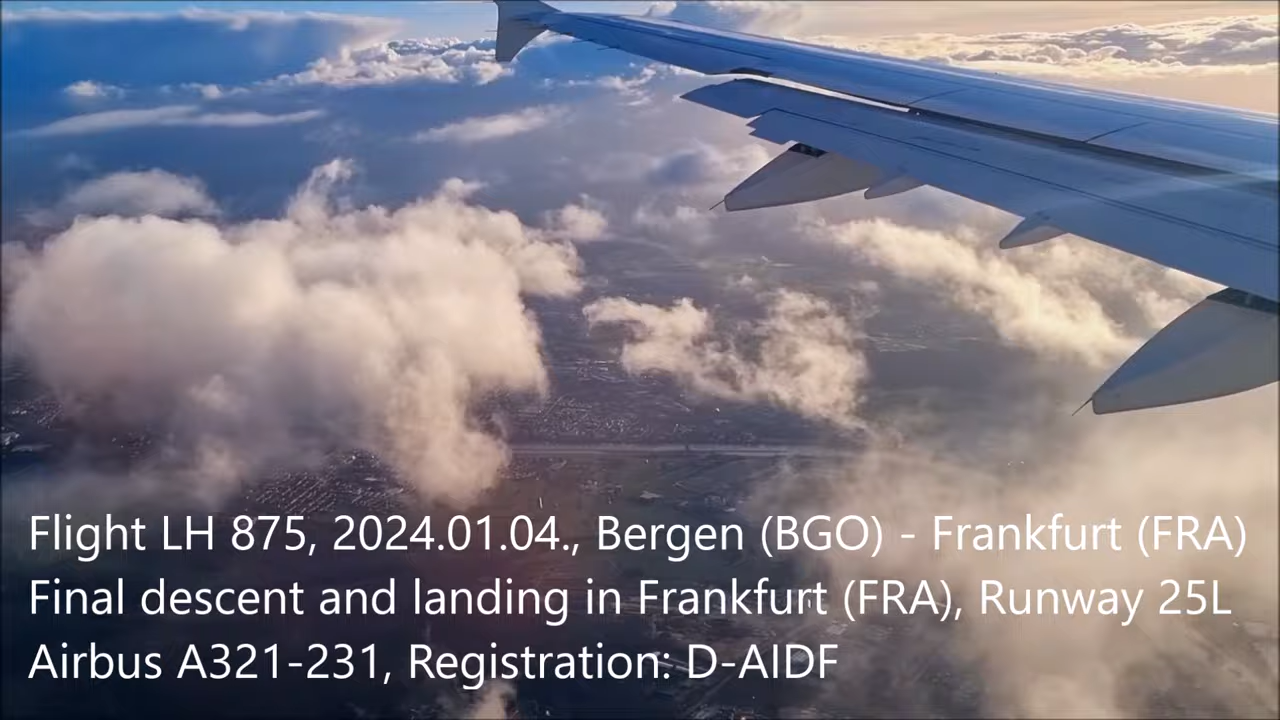 Flight LH 875, 2024.01.04., Bergen (BGO) - Frankfurt (FRA)
Final descent and landing in Frankfurt (FRA), Runway 25L
Airbus A321-231, Registration: D-AIDF